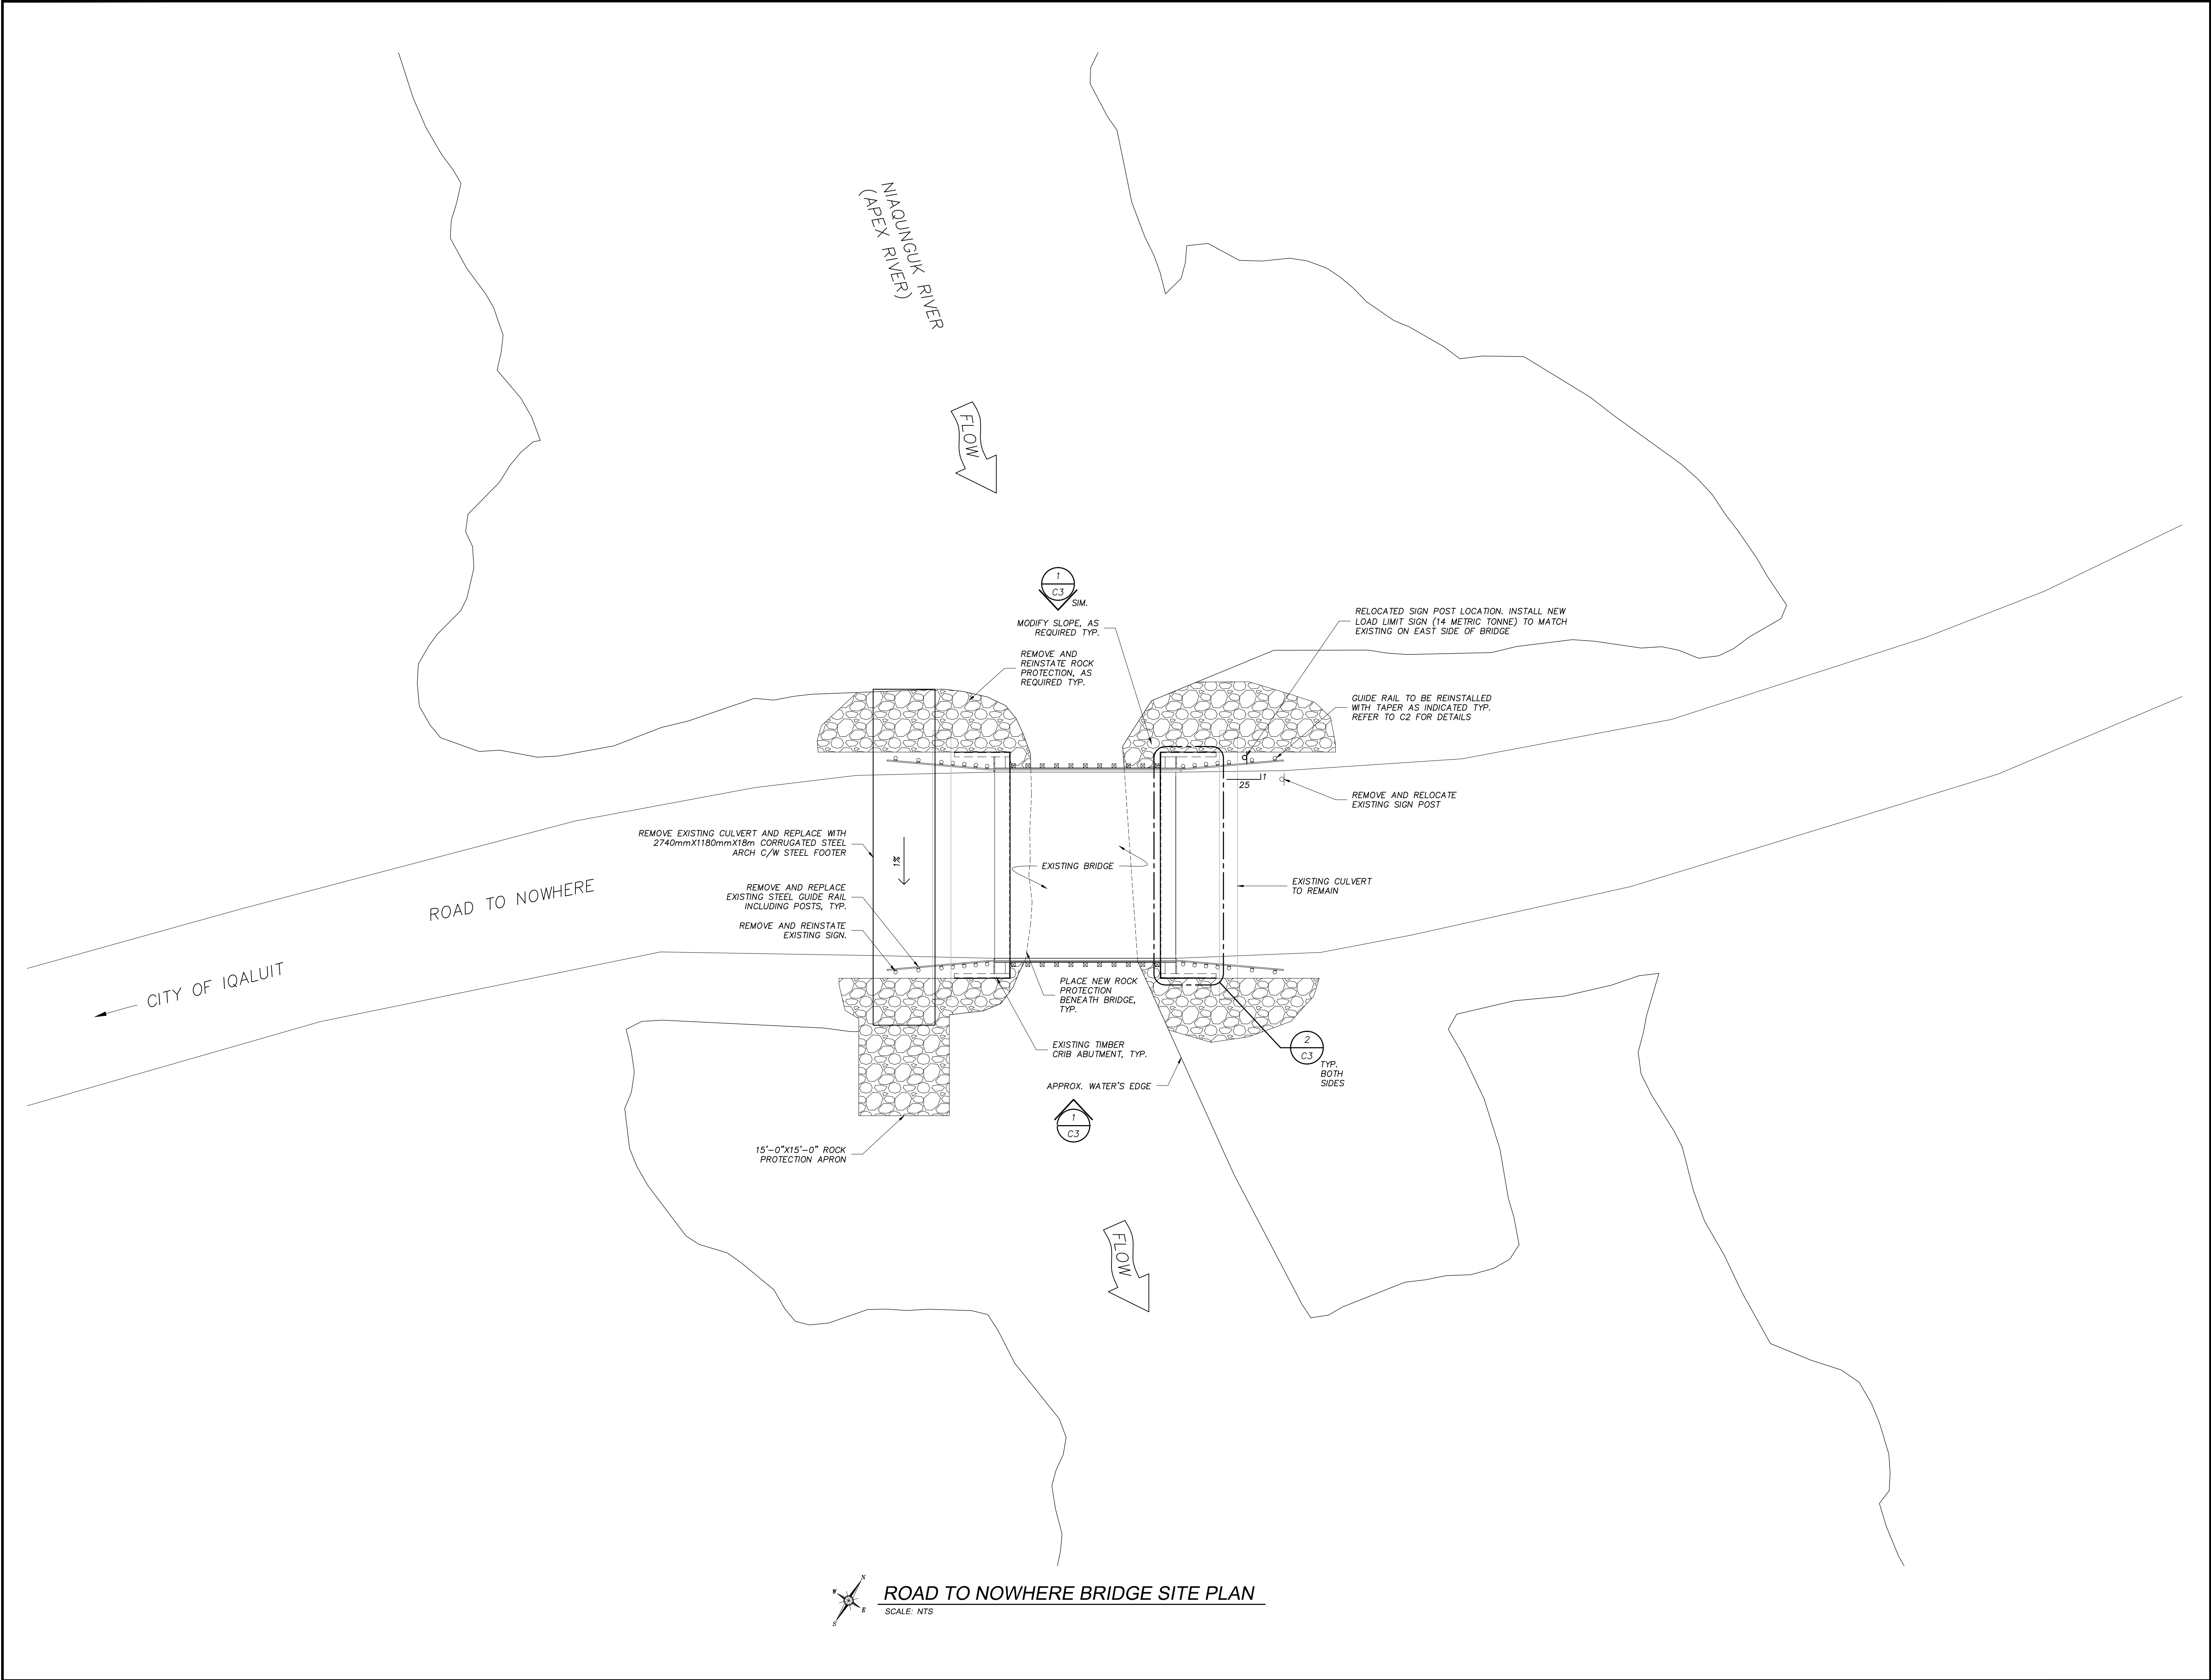 NIAQUNGUK RIVER
(APEX RIVER)
FLOW
1
C3
SIM.
MODIFY SLOPE, AS
REQUIRED TYP.
REMOVE AND
REINSTATE ROCK
PROTECTION, AS
REQUIRED TYP.
RELOCATED SIGN POST LOCATION. INSTALL NEW
LOAD LIMIT SIGN (14 METRIC TONNE) TO MATCH
EXISTING ON EAST SIDE OF BRIDGE
GUIDE RAIL TO BE REINSTALLED
WITH TAPER AS INDICATED TYP.
REFER TO C2 FOR DETAILS
1
25
REMOVE AND RELOCATE
EXISTING SIGN POST
REMOVE EXISTING CULVERT AND REPLACE WITH
2740mmX1180mmX18m CORRUGATED STEEL
ARCH C/W STEEL FOOTER
1%
EXISTING BRIDGE
EXISTING CULVERT
TO REMAIN
REMOVE AND REPLACE
EXISTING STEEL GUIDE RAIL
INCLUDING POSTS, TYP.
REMOVE AND REINSTATE
EXISTING SIGN.
ROAD TO NOWHERE
CITY OF IQALUIT
PLACE NEW ROCK
PROTECTION
BENEATH BRIDGE,
TYP.
EXISTING TIMBER
CRIB ABUTMENT, TYP.
APPROX. WATER'S EDGE
2
C3
TYP.
BOTH
SIDES
1
C3
15'-0"X15'-0" ROCK
PROTECTION APRON
FLOW
N
W
E
S
ROAD TO NOWHERE BRIDGE SITE PLAN
SCALE: NTS